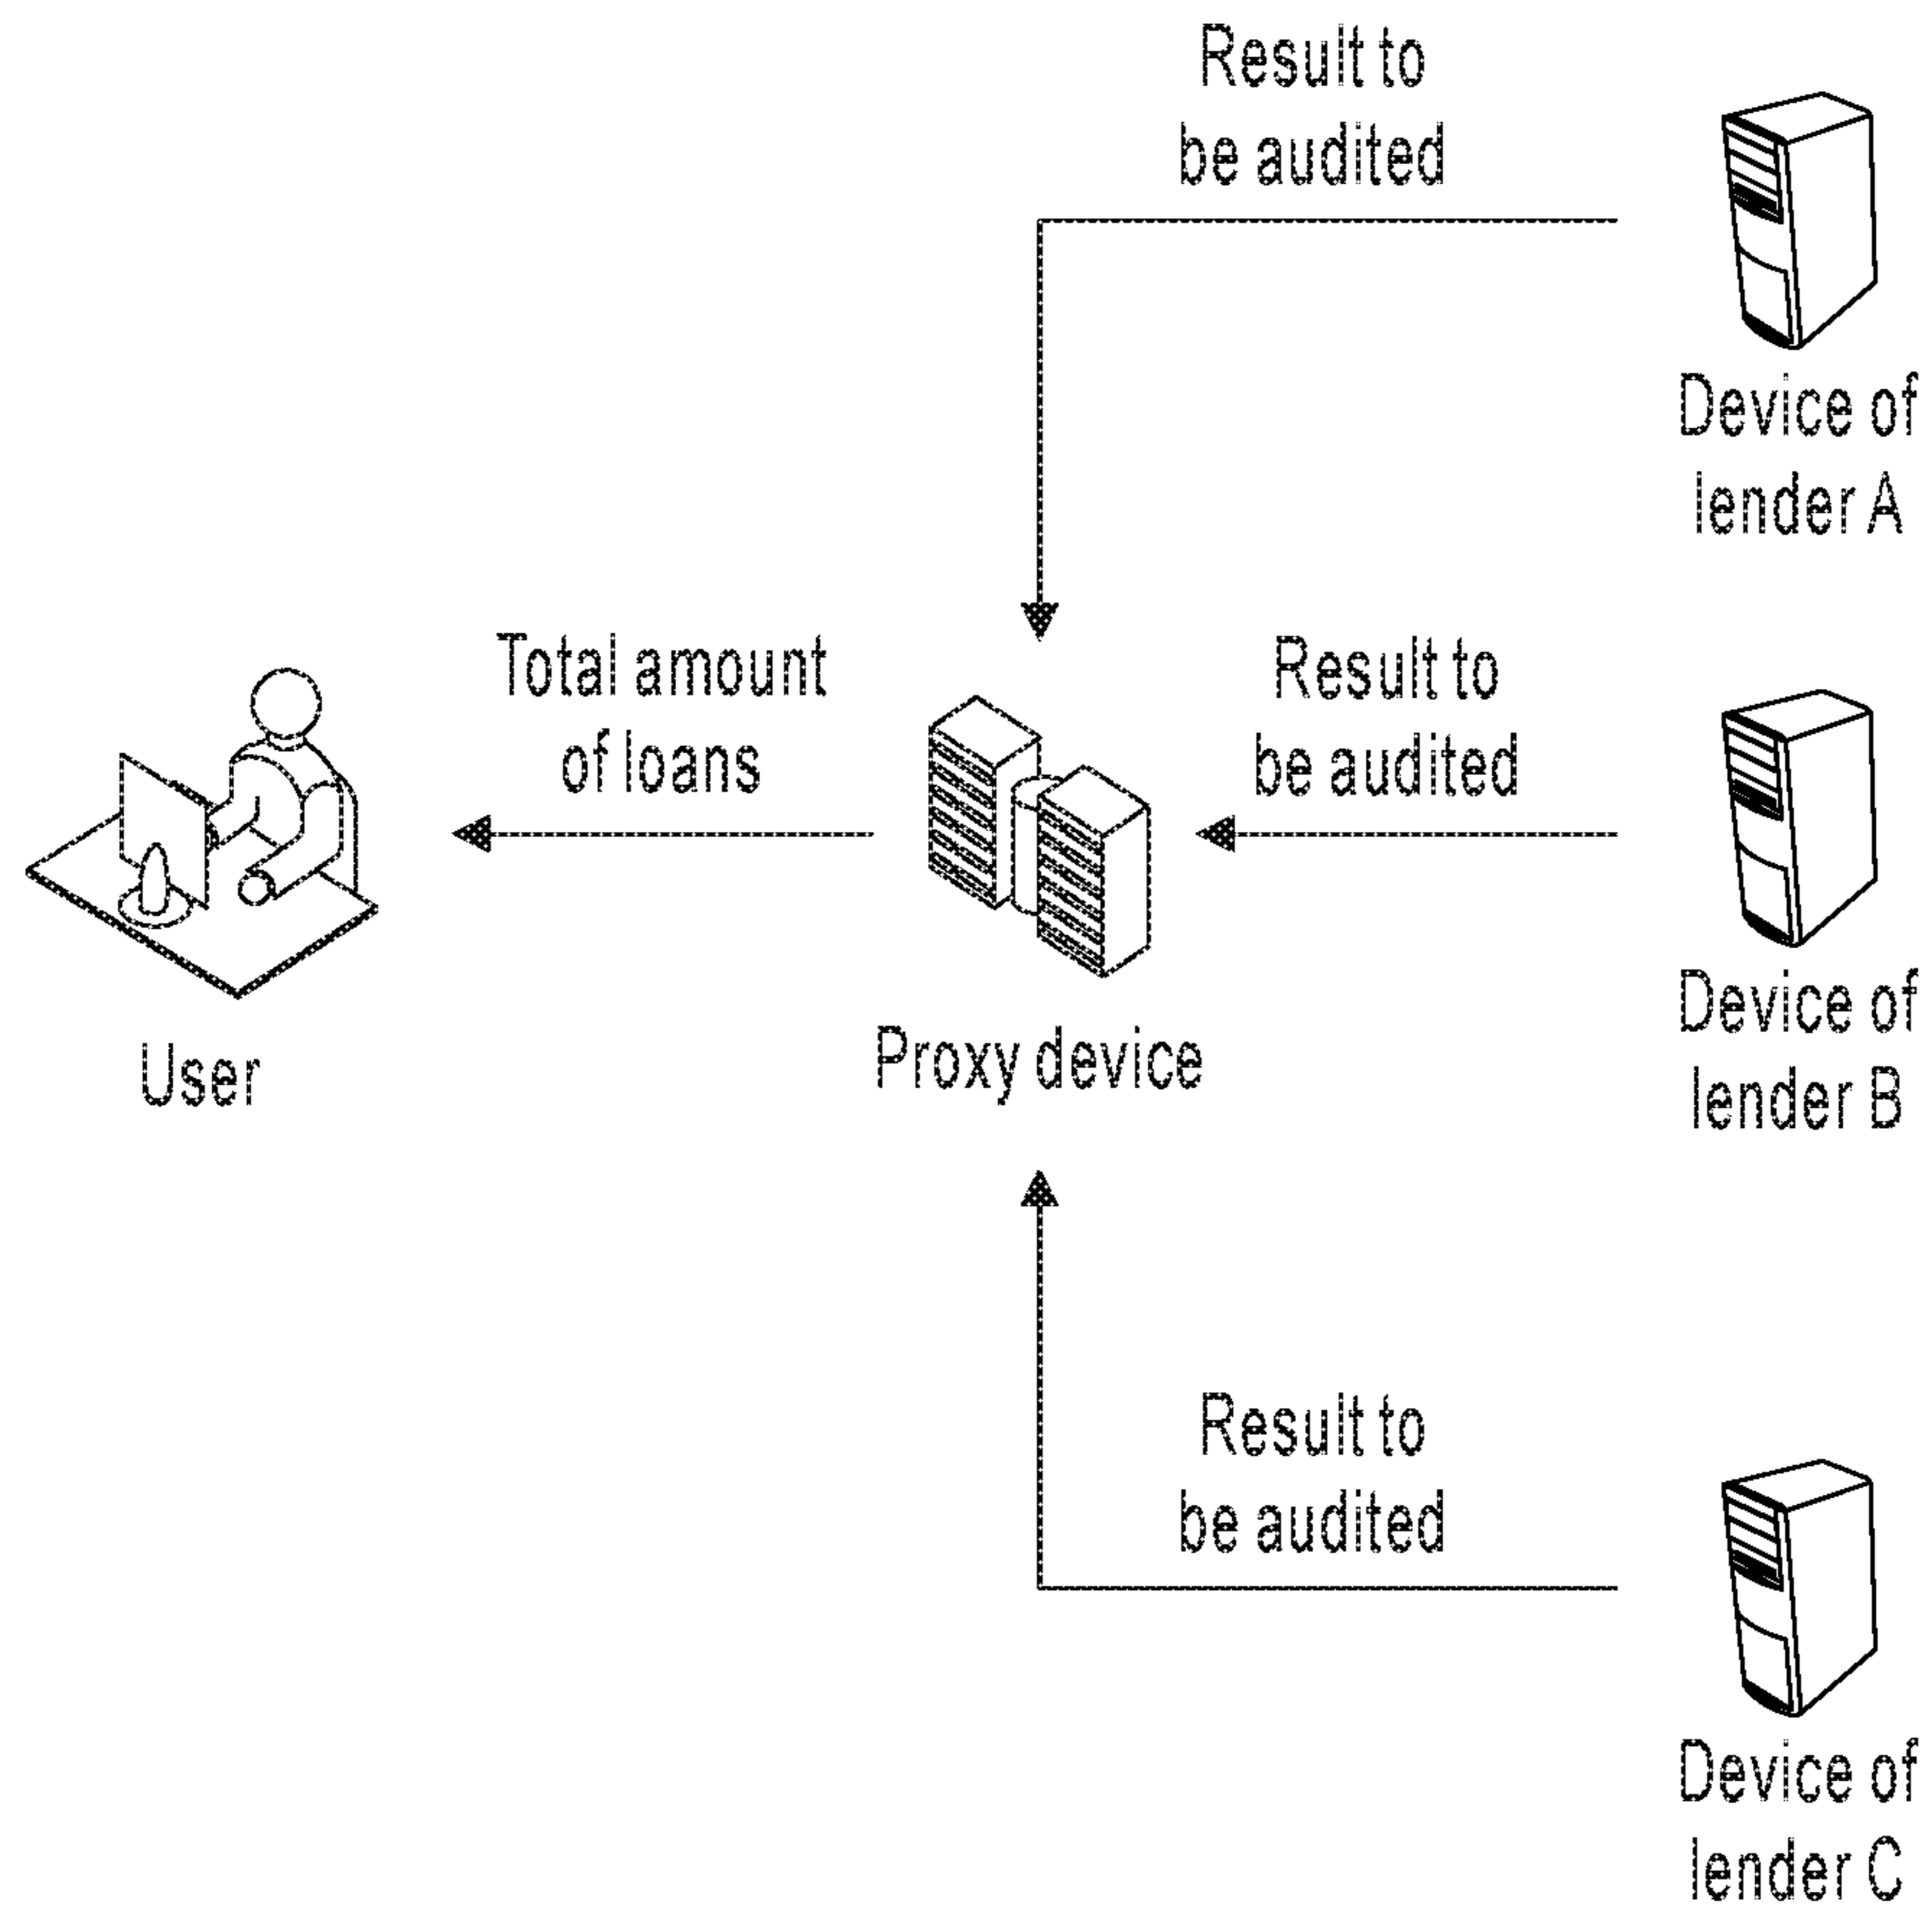 Result to
be audited
Device of
lender A
Total amount
of loans
Result to
be audited
User
Proxy device
Device of
lender B
Result to
be audited
Device of
lender C